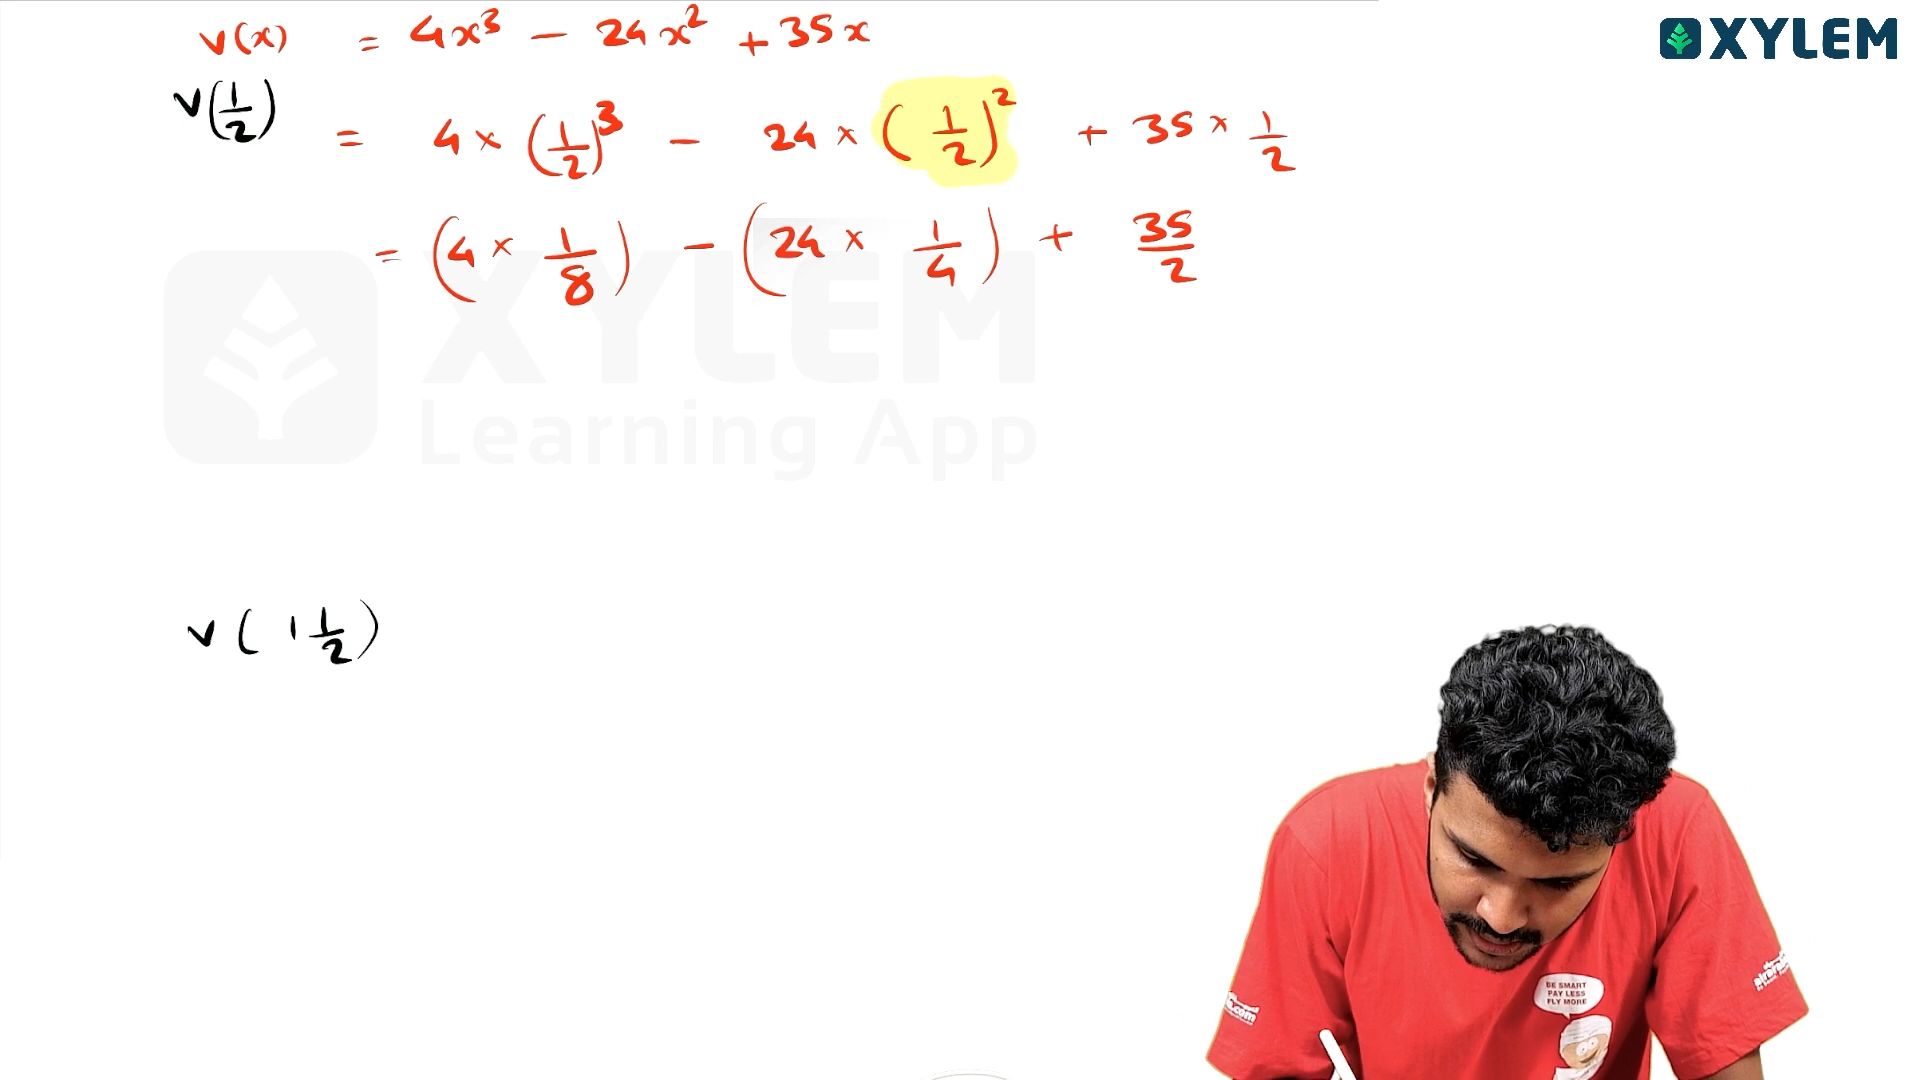 v(x) = 4x³ - 24x² + 35x
XYLEM
v(1/2) = 4 × (1/2)³ - 24 × (1/2)² + 35 × 1/2
= (4 × 1/8) - (24 × 1/4) + 35/2
XYLEM
Learning App
v(1 1/2)
BE SMART
PAY LESS
FLY MORE